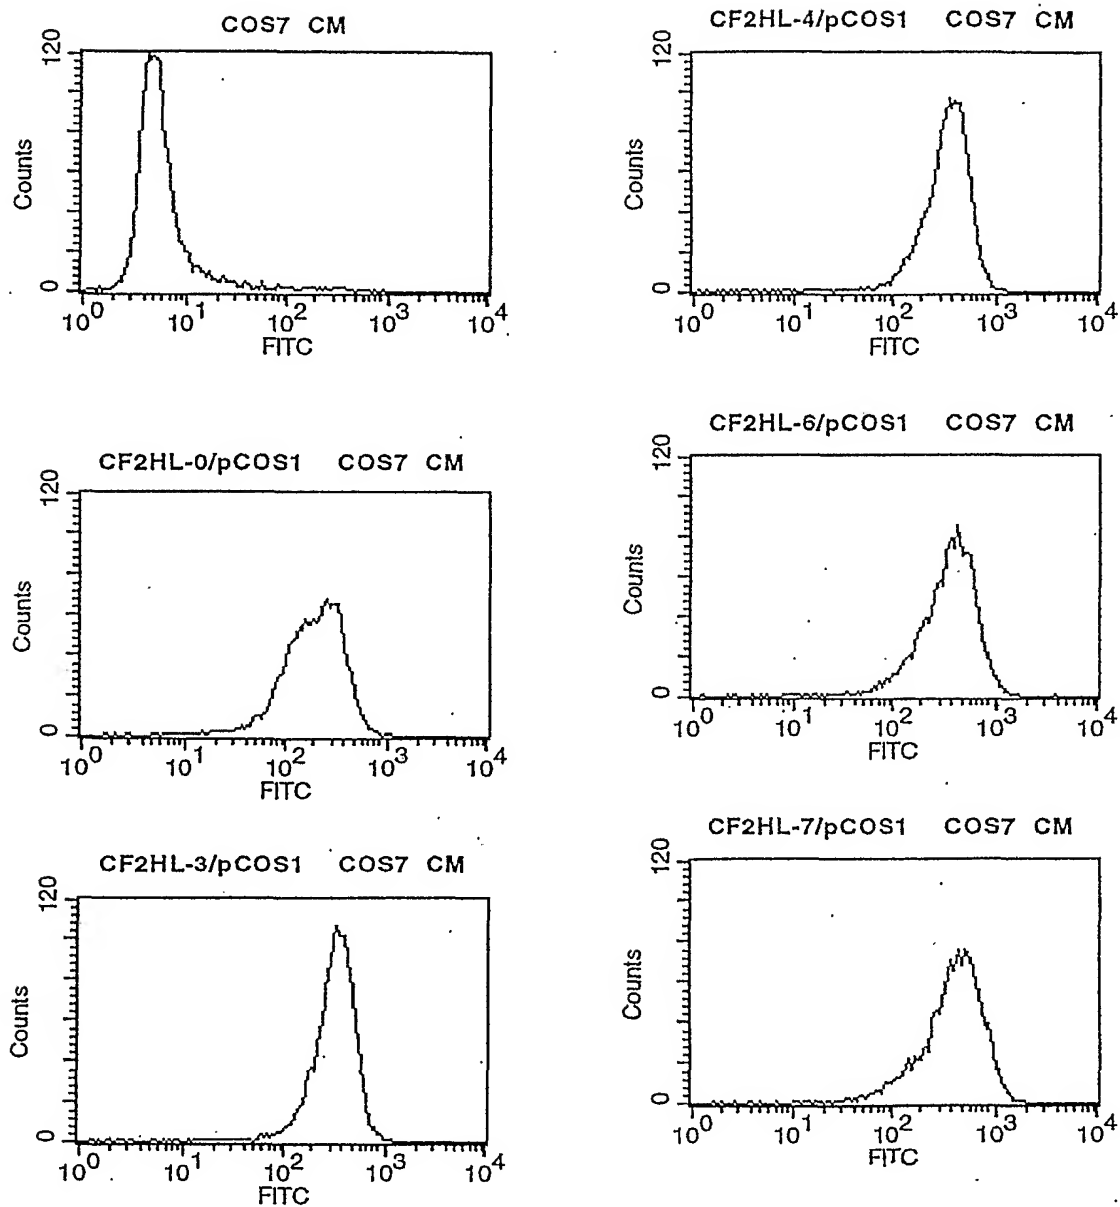 COS7 CM
120
Counts
0
10^0 10^1 10^2 10^3 10^4
FITC
CF2HL-0/pCOS1 COS7 CM
120
Counts
0
10^0 10^1 10^2 10^3 10^4
FITC
CF2HL-3/pCOS1 COS7 CM
120
Counts
0
10^0 10^1 10^2 10^3 10^4
FITC
CF2HL-4/pCOS1 COS7 CM
120
Counts
0
10^0 10^1 10^2 10^3 10^4
FITC
CF2HL-6/pCOS1 COS7 CM
120
Counts
0
10^0 10^1 10^2 10^3 10^4
FITC
CF2HL-7/pCOS1 COS7 CM
120
Counts
0
10^0 10^1 10^2 10^3 10^4
FITC